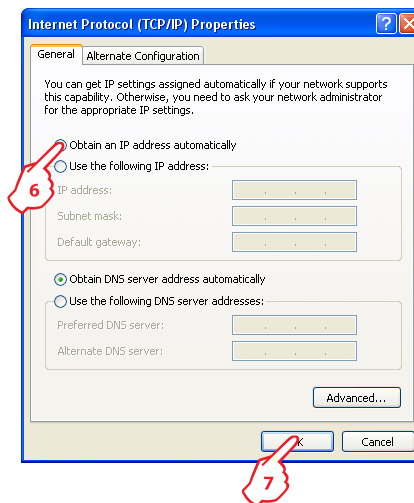 Internet Protocol (TCP/IP) Properties
General
Alternate Configuration
You can get IP settings assigned automatically if your network supports
this capability. Otherwise, you need to ask your network administrator
for the appropriate IP settings.
Obtain an IP address automatically
Use the following IP address:
6
IP address:
Subnet mask:
Default gateway:
Obtain DNS server address automatically
Use the following DNS server addresses:
Preferred DNS server:
Alternate DNS server:
Advanced...
Cancel
7